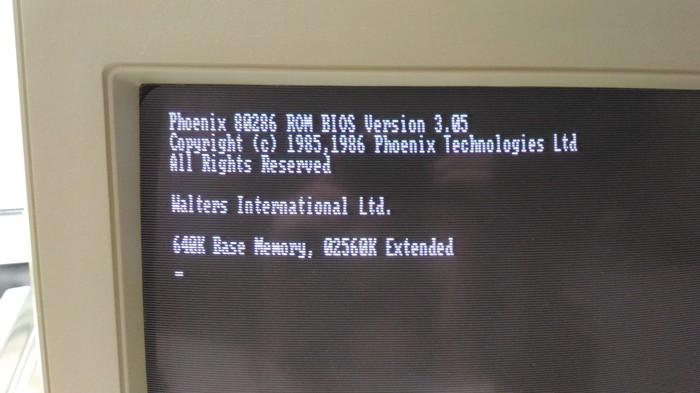 Phoenix 80286 ROM BIOS Version 3.05
Copyright (c) 1985,1986 Phoenix Technologies Ltd
All Rights Reserved
Walters International Ltd.
640K Base Memory, 02560K Extended